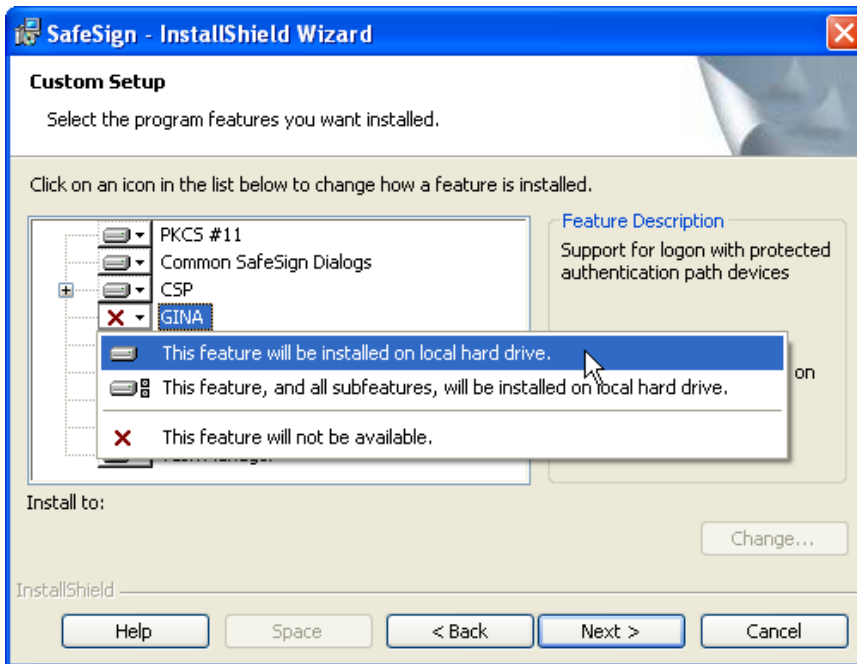 SafeSign - InstallShield Wizard
Custom Setup
Select the program features you want installed.
Click on an icon in the list below to change how a feature is installed.
PKCS #11
Common SafeSign Dialogs
CSP
GINA
Feature Description
Support for logon with protected
authentication path devices
This feature will be installed on local hard drive.
This feature, and all subfeatures, will be installed on local hard drive.
on
This feature will not be available.
Install to:
Change...
InstallShield
Help
Space
< Back
Next >
Cancel